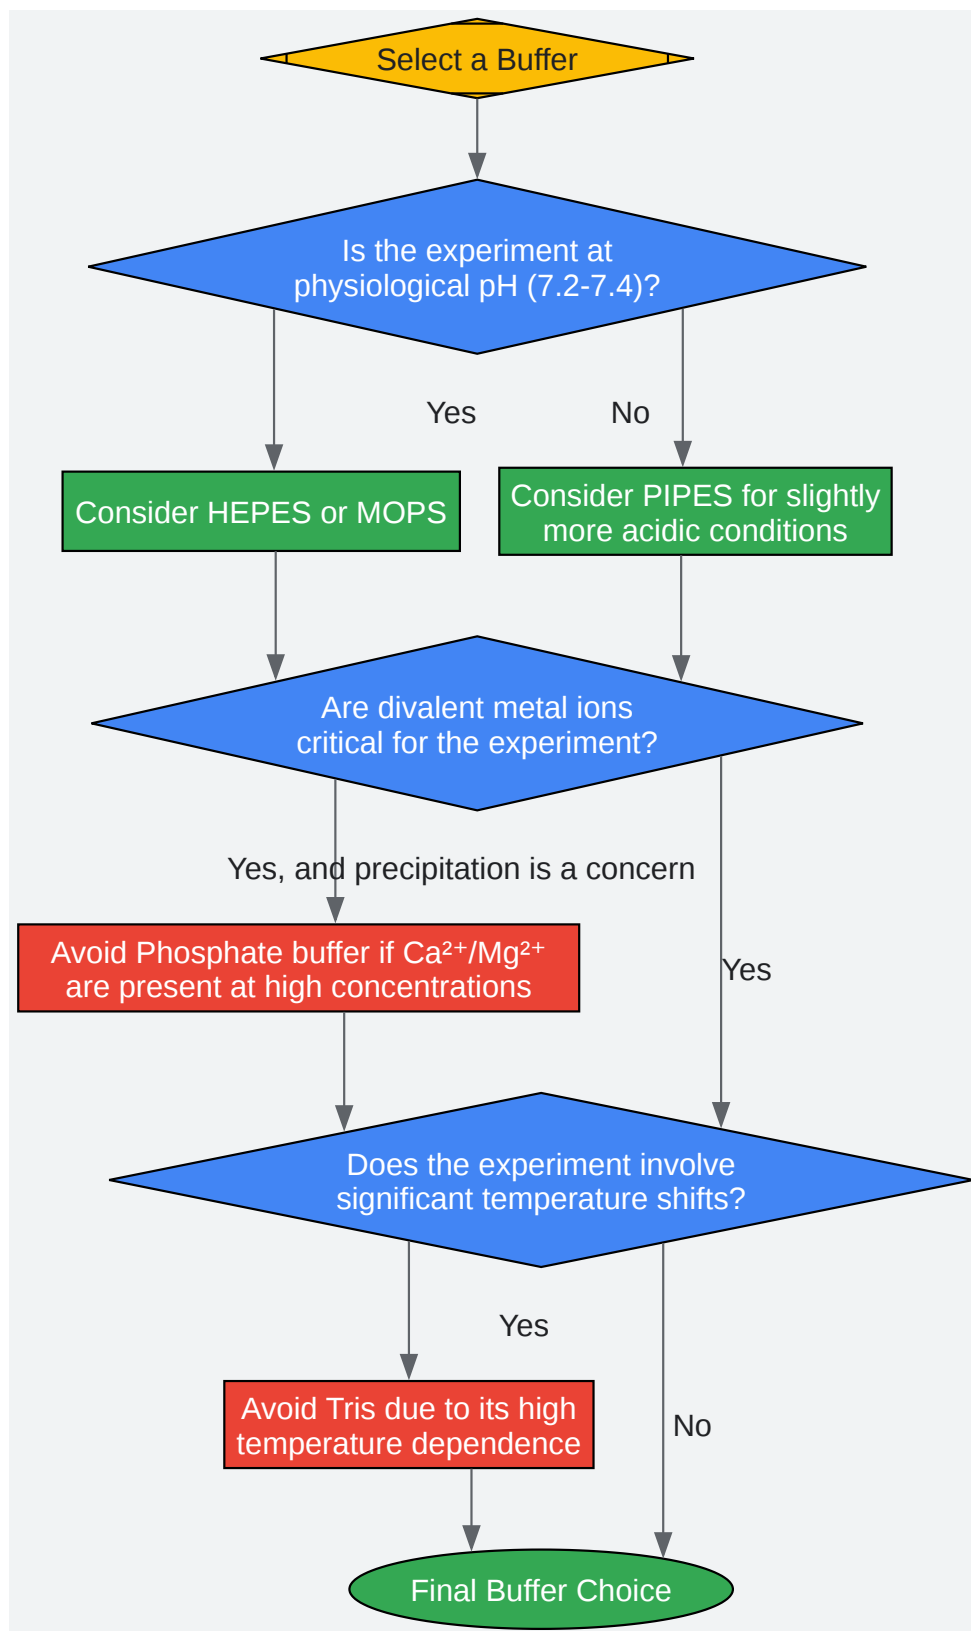 Select a Buffer
Is the experiment at
physiological pH (7.2-7.4)?
Yes
No
Consider HEPES or MOPS
Consider PIPES for slightly
more acidic conditions
Are divalent metal ions
critical for the experiment?
Yes, and precipitation is a concern
Avoid Phosphate buffer if Ca²⁺/Mg²⁺
are present at high concentrations
Yes
Does the experiment involve
significant temperature shifts?
Yes
Avoid Tris due to its high
temperature dependence
No
Final Buffer Choice